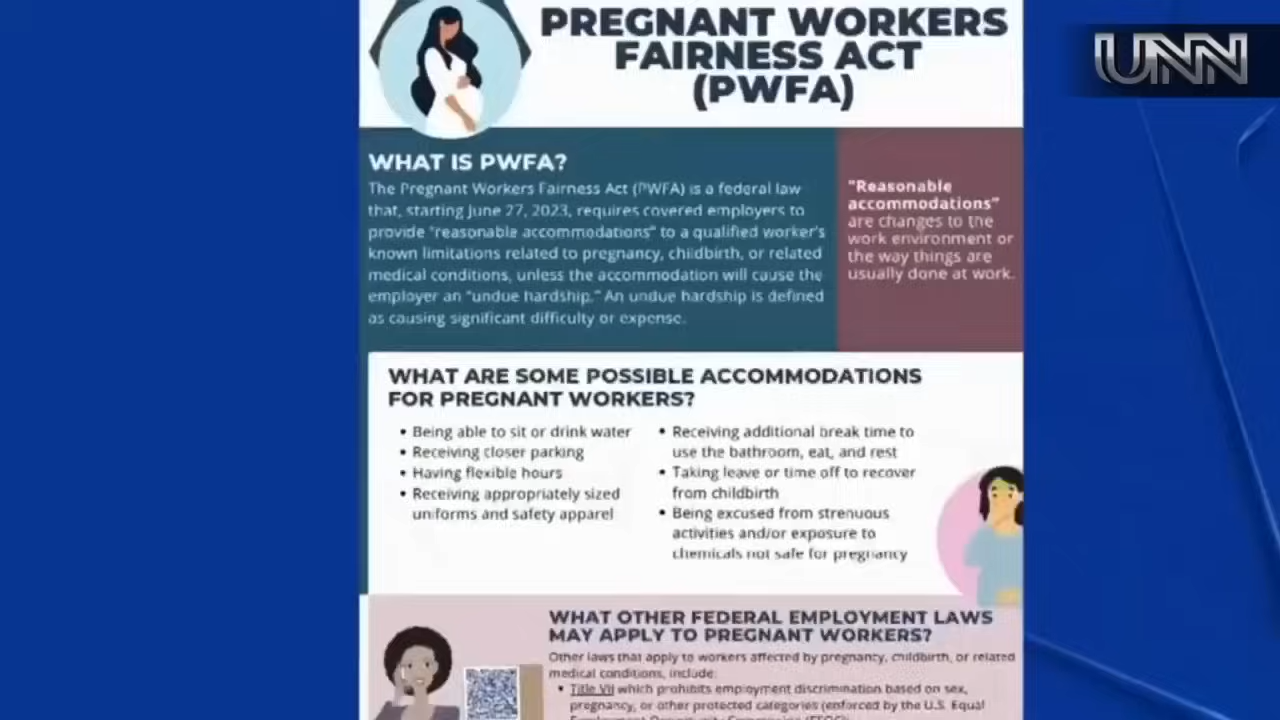 UNN
PREGNANT WORKERS
FAIRNESS ACT
(PWFA)
WHAT IS PWFA?
The Pregnant Workers Fairness Act (PWFA) is a federal law
that, starting June 27, 2023, requires covered employers to
provide "reasonable accommodations" to a qualified worker's
known limitations related to pregnancy, childbirth, or related
medical conditions, unless the accommodation will cause the
employer an "undue hardship." An undue hardship is defined
as causing significant difficulty or expense.
"Reasonable
accommodations"
are changes to the
work environment or
the way things are
usually done at work.
WHAT ARE SOME POSSIBLE ACCOMMODATIONS
FOR PREGNANT WORKERS?
• Being able to sit or drink water
• Receiving closer parking
• Having flexible hours
• Receiving appropriately sized
uniforms and safety apparel
• Receiving additional break time to
use the bathroom, eat, and rest
• Taking leave or time off to recover
from childbirth
• Being excused from strenuous
activities and/or exposure to
chemicals not safe for pregnancy
WHAT OTHER FEDERAL EMPLOYMENT LAWS
MAY APPLY TO PREGNANT WORKERS?
Other laws that apply to workers affected by pregnancy, childbirth, or related
medical conditions, include:
• Title VII which prohibits employment discrimination based on sex,
pregnancy, or other protected categories (enforced by the U.S. Equal